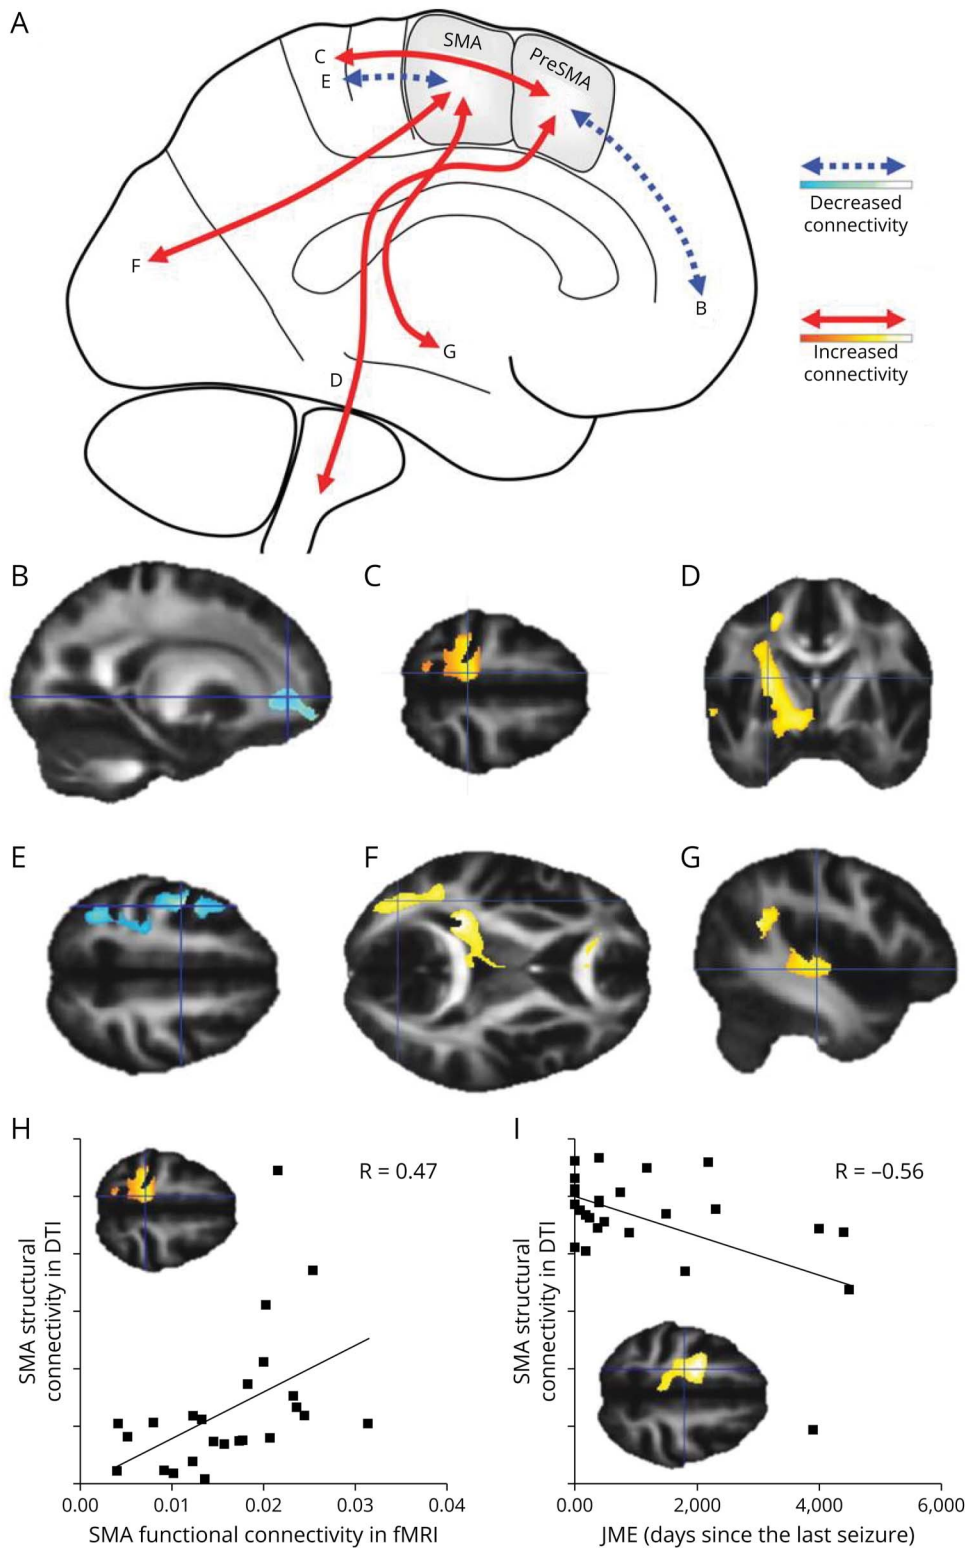 A
SMA
PreSMA
C
E
F
G
D
B
Decreased
connectivity
Increased
connectivity
B
C
D
E
F
G
H
R = 0.47
SMA structural
connectivity in DTI
0.00
0.01
0.02
0.03
0.04
SMA functional connectivity in fMRI
I
R = –0.56
SMA structural
connectivity in DTI
0.00
2,000
4,000
6,000
JME (days since the last seizure)